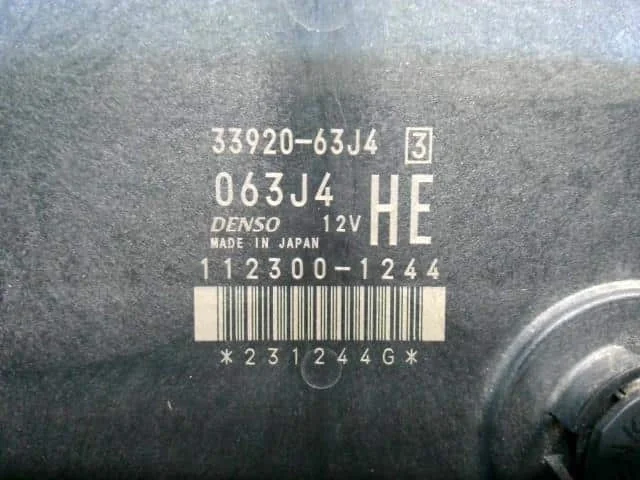 33920-63J4 3
063J4 HE
DENSO 12V
MADE IN JAPAN
112300-1244
*231244G*